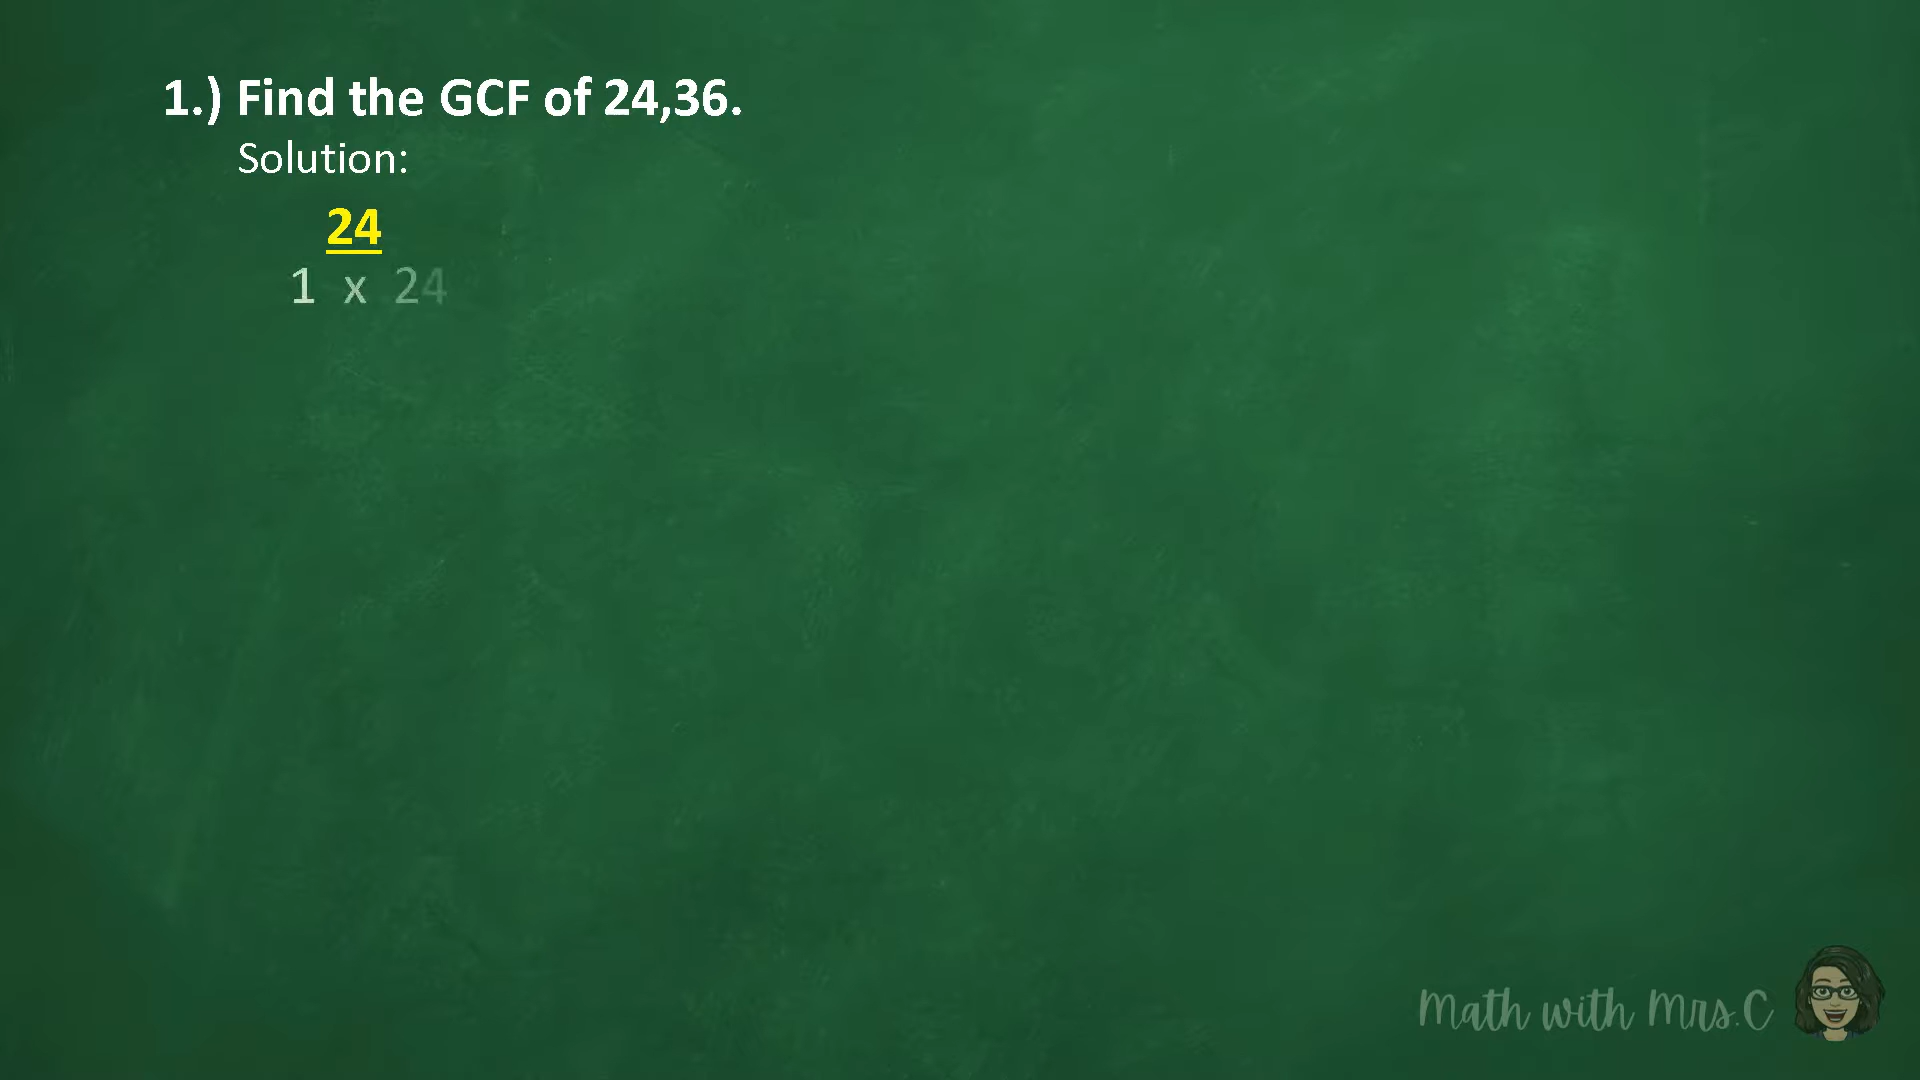 1.) Find the GCF of 24,36.
Solution:
24
1 x 24
Math with Mrs.C